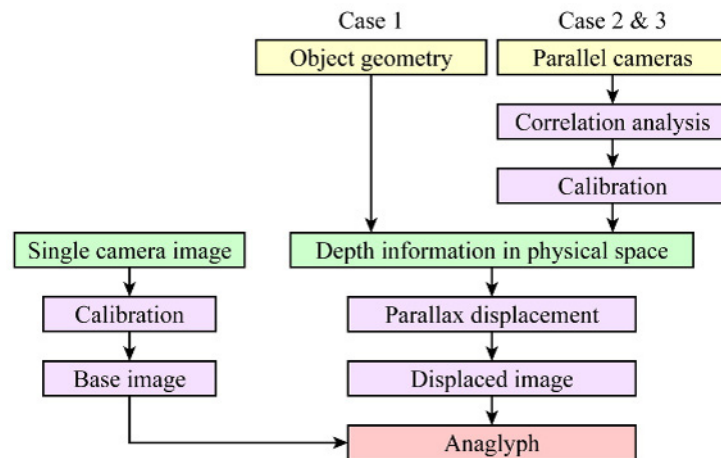 Case 1
Case 2 & 3
Object geometry
Parallel cameras
Correlation analysis
Calibration
Single camera image
Depth information in physical space
Calibration
Parallax displacement
Base image
Displaced image
Anaglyph